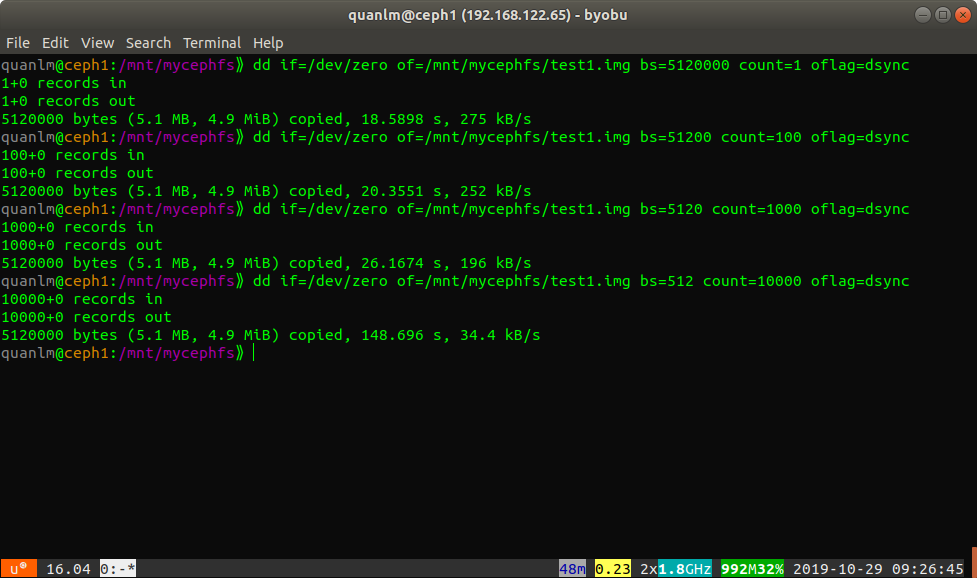 quanlm@ceph1 (192.168.122.65) - byobu
File Edit View Search Terminal Help
quanlm@ceph1:/mnt/mycephfs⟫ dd if=/dev/zero of=/mnt/mycephfs/test1.img bs=5120000 count=1 oflag=dsync
1+0 records in
1+0 records out
5120000 bytes (5.1 MB, 4.9 MiB) copied, 18.5898 s, 275 kB/s
quanlm@ceph1:/mnt/mycephfs⟫ dd if=/dev/zero of=/mnt/mycephfs/test1.img bs=51200 count=100 oflag=dsync
100+0 records in
100+0 records out
5120000 bytes (5.1 MB, 4.9 MiB) copied, 20.3551 s, 252 kB/s
quanlm@ceph1:/mnt/mycephfs⟫ dd if=/dev/zero of=/mnt/mycephfs/test1.img bs=5120 count=1000 oflag=dsync
1000+0 records in
1000+0 records out
5120000 bytes (5.1 MB, 4.9 MiB) copied, 26.1674 s, 196 kB/s
quanlm@ceph1:/mnt/mycephfs⟫ dd if=/dev/zero of=/mnt/mycephfs/test1.img bs=512 count=10000 oflag=dsync
10000+0 records in
10000+0 records out
5120000 bytes (5.1 MB, 4.9 MiB) copied, 148.696 s, 34.4 kB/s
quanlm@ceph1:/mnt/mycephfs⟫
u® 16.04 0:-* 48m 0.23 2x1.8GHz 992M32% 2019-10-29 09:26:45